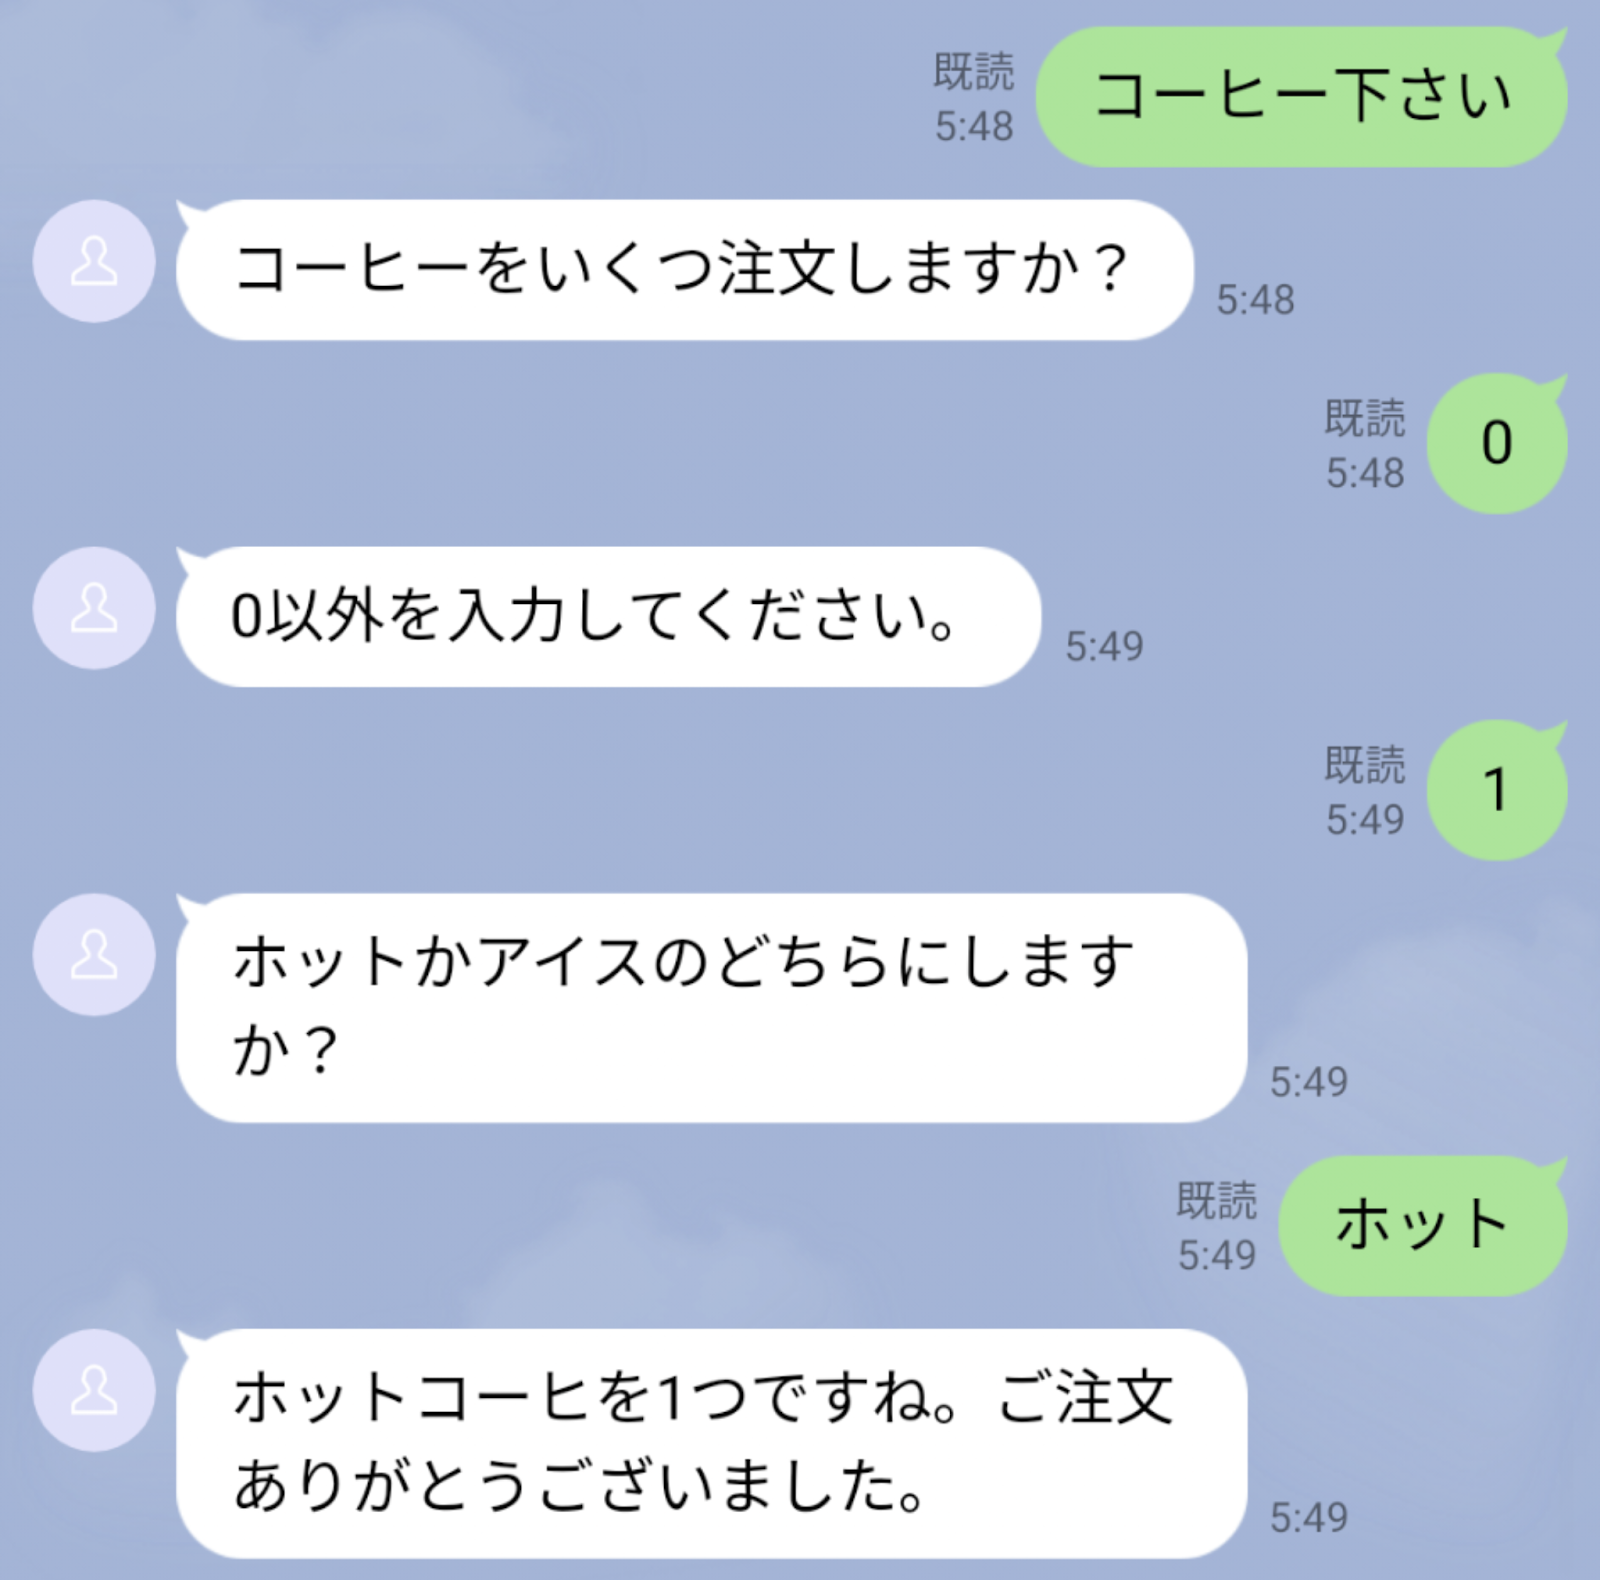 コーヒー下さい
既読
5:48
コーヒーをいくつ注文しますか？
5:48
0
既読
5:48
0以外を入力してください。
5:49
1
既読
5:49
ホットかアイスのどちらにします
か？
5:49
ホット
既読
5:49
ホットコーヒを1つですね。ご注文
ありがとうございました。
5:49